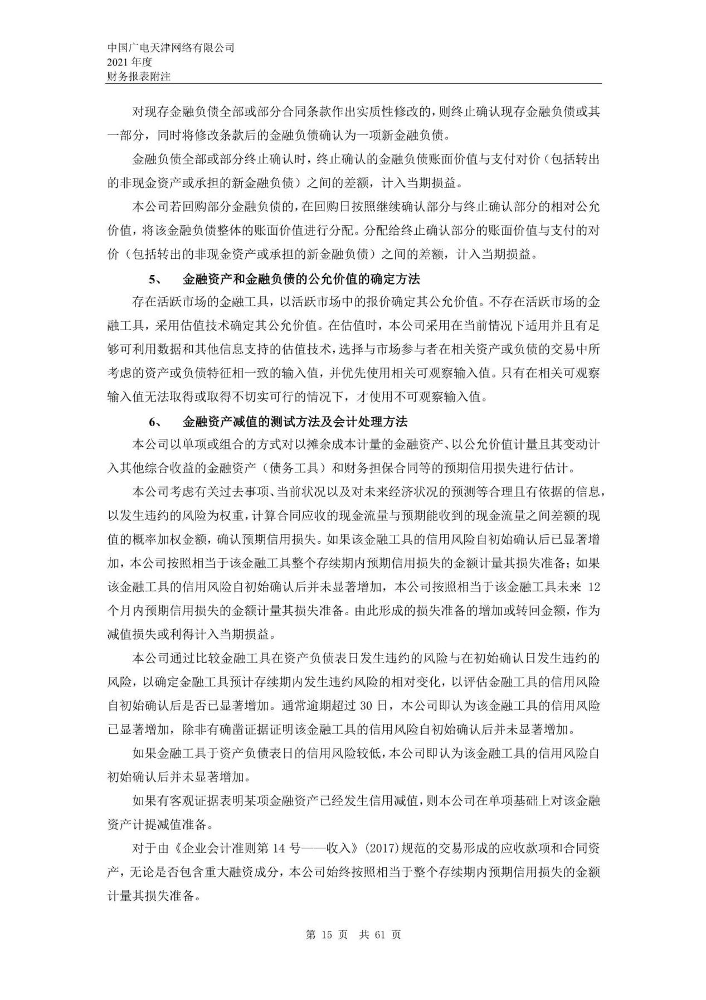 中国广电天津网络有限公司
2021 年度
财务报表附注
对现存金融负债全部或部分合同条款作出实质性修改的，则终止确认现存金融负债或其
一部分，同时将修改条款后的金融负债确认为一项新金融负债。
金融负债全部或部分终止确认时，终止确认的金融负债账面价值与支付对价（包括转出
的非现金资产或承担的新金融负债）之间的差额，计入当期损益。
本公司若回购部分金融负债的，在回购日按照继续确认部分与终止确认部分的相对公允
价值，将该金融负债整体的账面价值进行分配。分配给终止确认部分的账面价值与支付的对
价（包括转出的非现金资产或承担的新金融负债）之间的差额，计入当期损益。
5、 金融资产和金融负债的公允价值的确定方法
存在活跃市场的金融工具，以活跃市场中的报价确定其公允价值。不存在活跃市场的金
融工具，采用估值技术确定其公允价值。在估值时，本公司采用在当前情况下适用并且有足
够可利用数据和其他信息支持的估值技术，选择与市场参与者在相关资产或负债的交易中所
考虑的资产或负债特征相一致的输入值，并优先使用相关可观察输入值。只有在相关可观察
输入值无法取得或取得不切实可行的情况下，才使用不可观察输入值。
6、 金融资产减值的测试方法及会计处理方法
本公司以单项或组合的方式对以摊余成本计量的金融资产、以公允价值计量且其变动计
入其他综合收益的金融资产（债务工具）和财务担保合同等的预期信用损失进行估计。
本公司考虑有关过去事项、当前状况以及对未来经济状况的预测等合理且有依据的信息，
以发生违约的风险为权重，计算合同应收的现金流量与预期能收到的现金流量之间差额的现
值的概率加权金额，确认预期信用损失。如果该金融工具的信用风险自初始确认后已显著增
加，本公司按照相当于该金融工具整个存续期内预期信用损失的金额计量其损失准备；如果
该金融工具的信用风险自初始确认后并未显著增加，本公司按照相当于该金融工具未来 12
个月内预期信用损失的金额计量其损失准备。由此形成的损失准备的增加或转回金额，作为
减值损失或利得计入当期损益。
本公司通过比较金融工具在资产负债表日发生违约的风险与在初始确认日发生违约的
风险，以确定金融工具预计存续期内发生违约风险的相对变化，以评估金融工具的信用风险
自初始确认后是否已显著增加。通常逾期超过 30 日，本公司即认为该金融工具的信用风险
已显著增加，除非有确凿证据证明该金融工具的信用风险自初始确认后并未显著增加。
如果金融工具于资产负债表日的信用风险较低，本公司即认为该金融工具的信用风险自
初始确认后并未显著增加。
如果有客观证据表明某项金融资产已经发生信用减值，则本公司在单项基础上对该金融
资产计提减值准备。
对于由《企业会计准则第 14 号——收入》(2017)规范的交易形成的应收款项和合同资
产，无论是否包含重大融资成分，本公司始终按照相当于整个存续期内预期信用损失的金额
计量其损失准备。
第 15 页 共 61 页